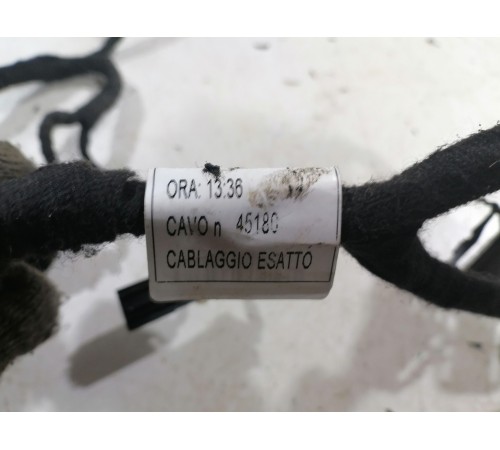 ORA: 13:36
CAVO n 45180
CABLAGGIO ESATTO